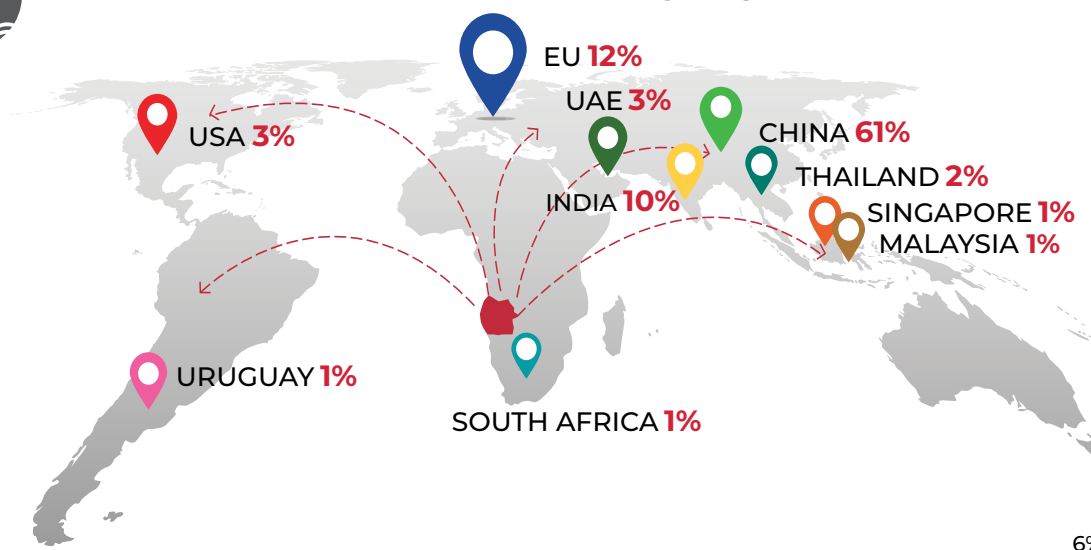 EU 12%
UAE 3%
USA 3%
CHINA 61%
THAILAND 2%
INDIA 10%
SINGAPORE 1%
MALAYSIA 1%
URUGUAY 1%
SOUTH AFRICA 1%